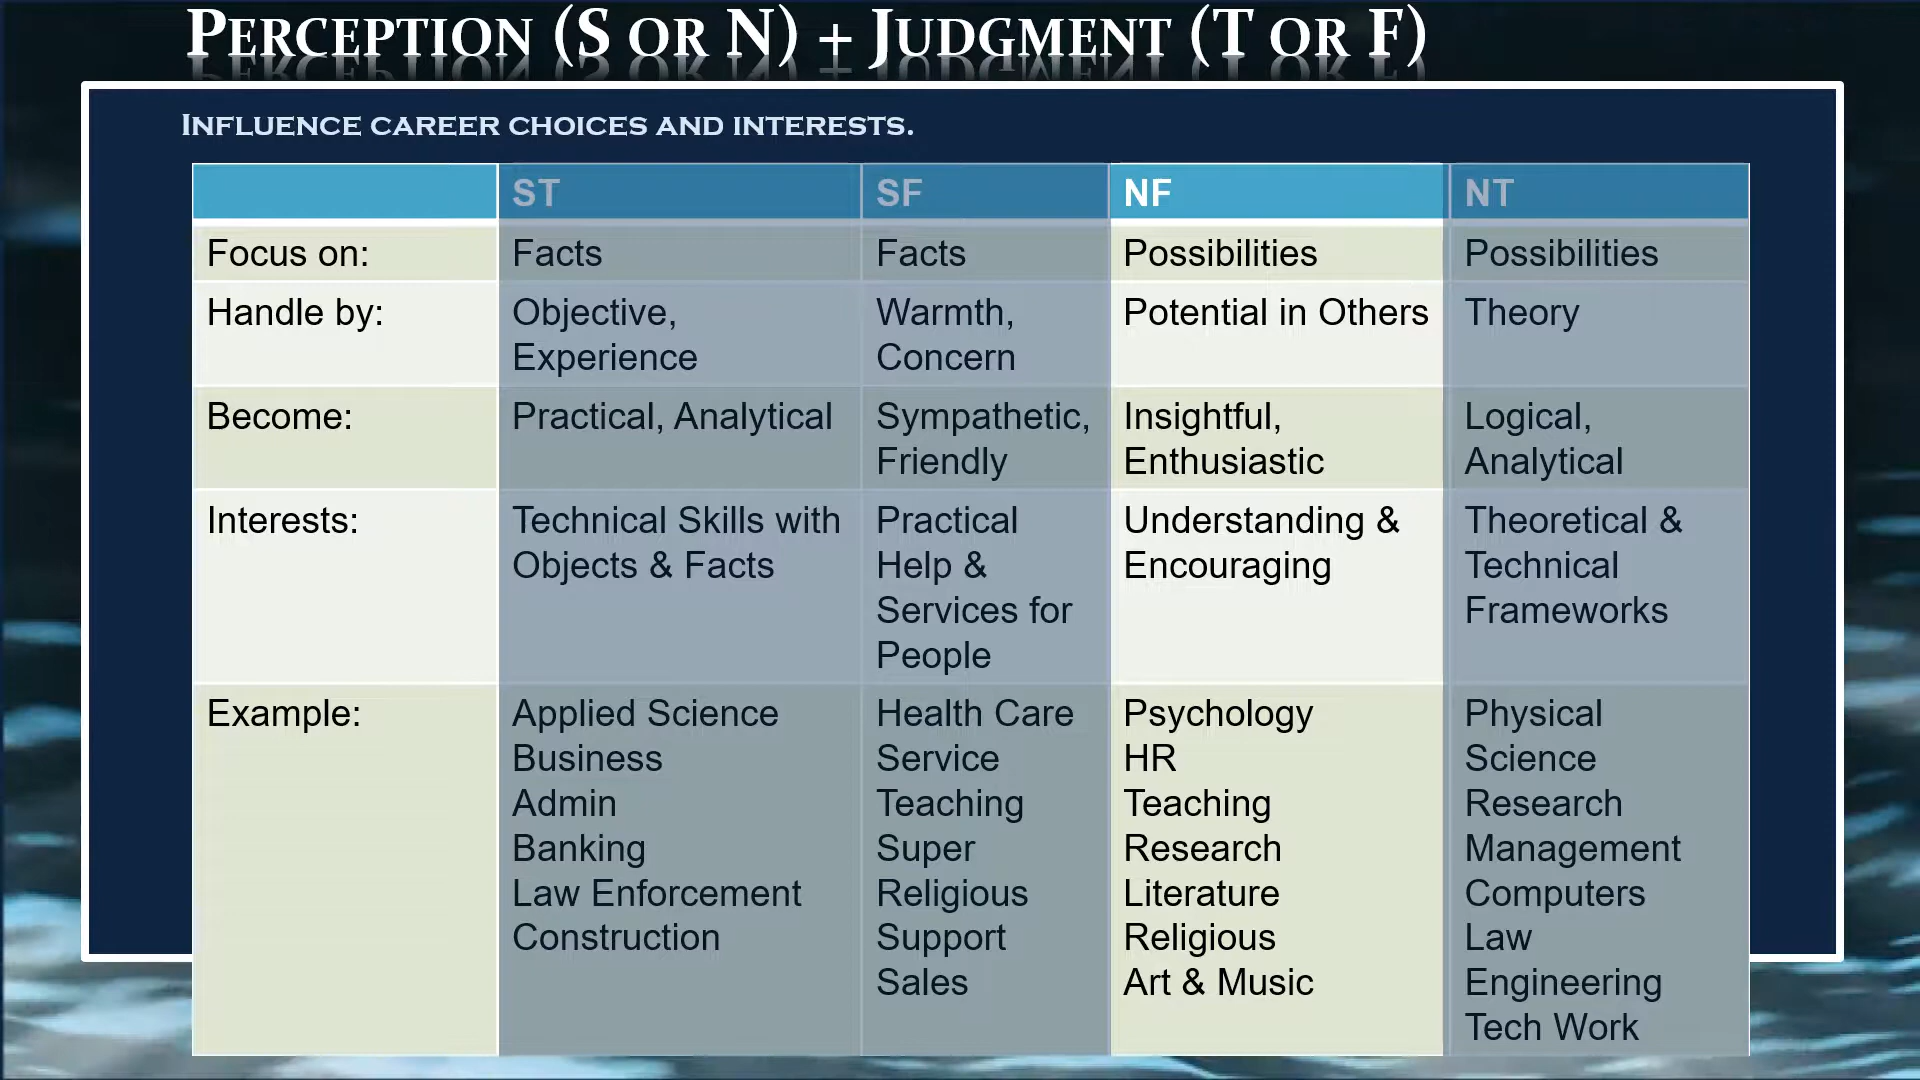 PERCEPTION (S OR N) + JUDGMENT (T OR F)
INFLUENCE CAREER CHOICES AND INTERESTS.
ST SF NF NT
Focus on: Facts Facts Possibilities Possibilities
Handle by: Objective, Experience Warmth, Concern Potential in Others Theory
Become: Practical, Analytical Sympathetic, Friendly Insightful, Enthusiastic Logical, Analytical
Interests: Technical Skills with Objects & Facts Practical Help & Services for People Understanding & Encouraging Theoretical & Technical Frameworks
Example:
Applied Science
Business
Admin
Banking
Law Enforcement
Construction
Health Care
Service
Teaching
Super
Religious
Support
Sales
Psychology
HR
Teaching
Research
Literature
Religious
Art & Music
Physical
Science
Research
Management
Computers
Law
Engineering
Tech Work